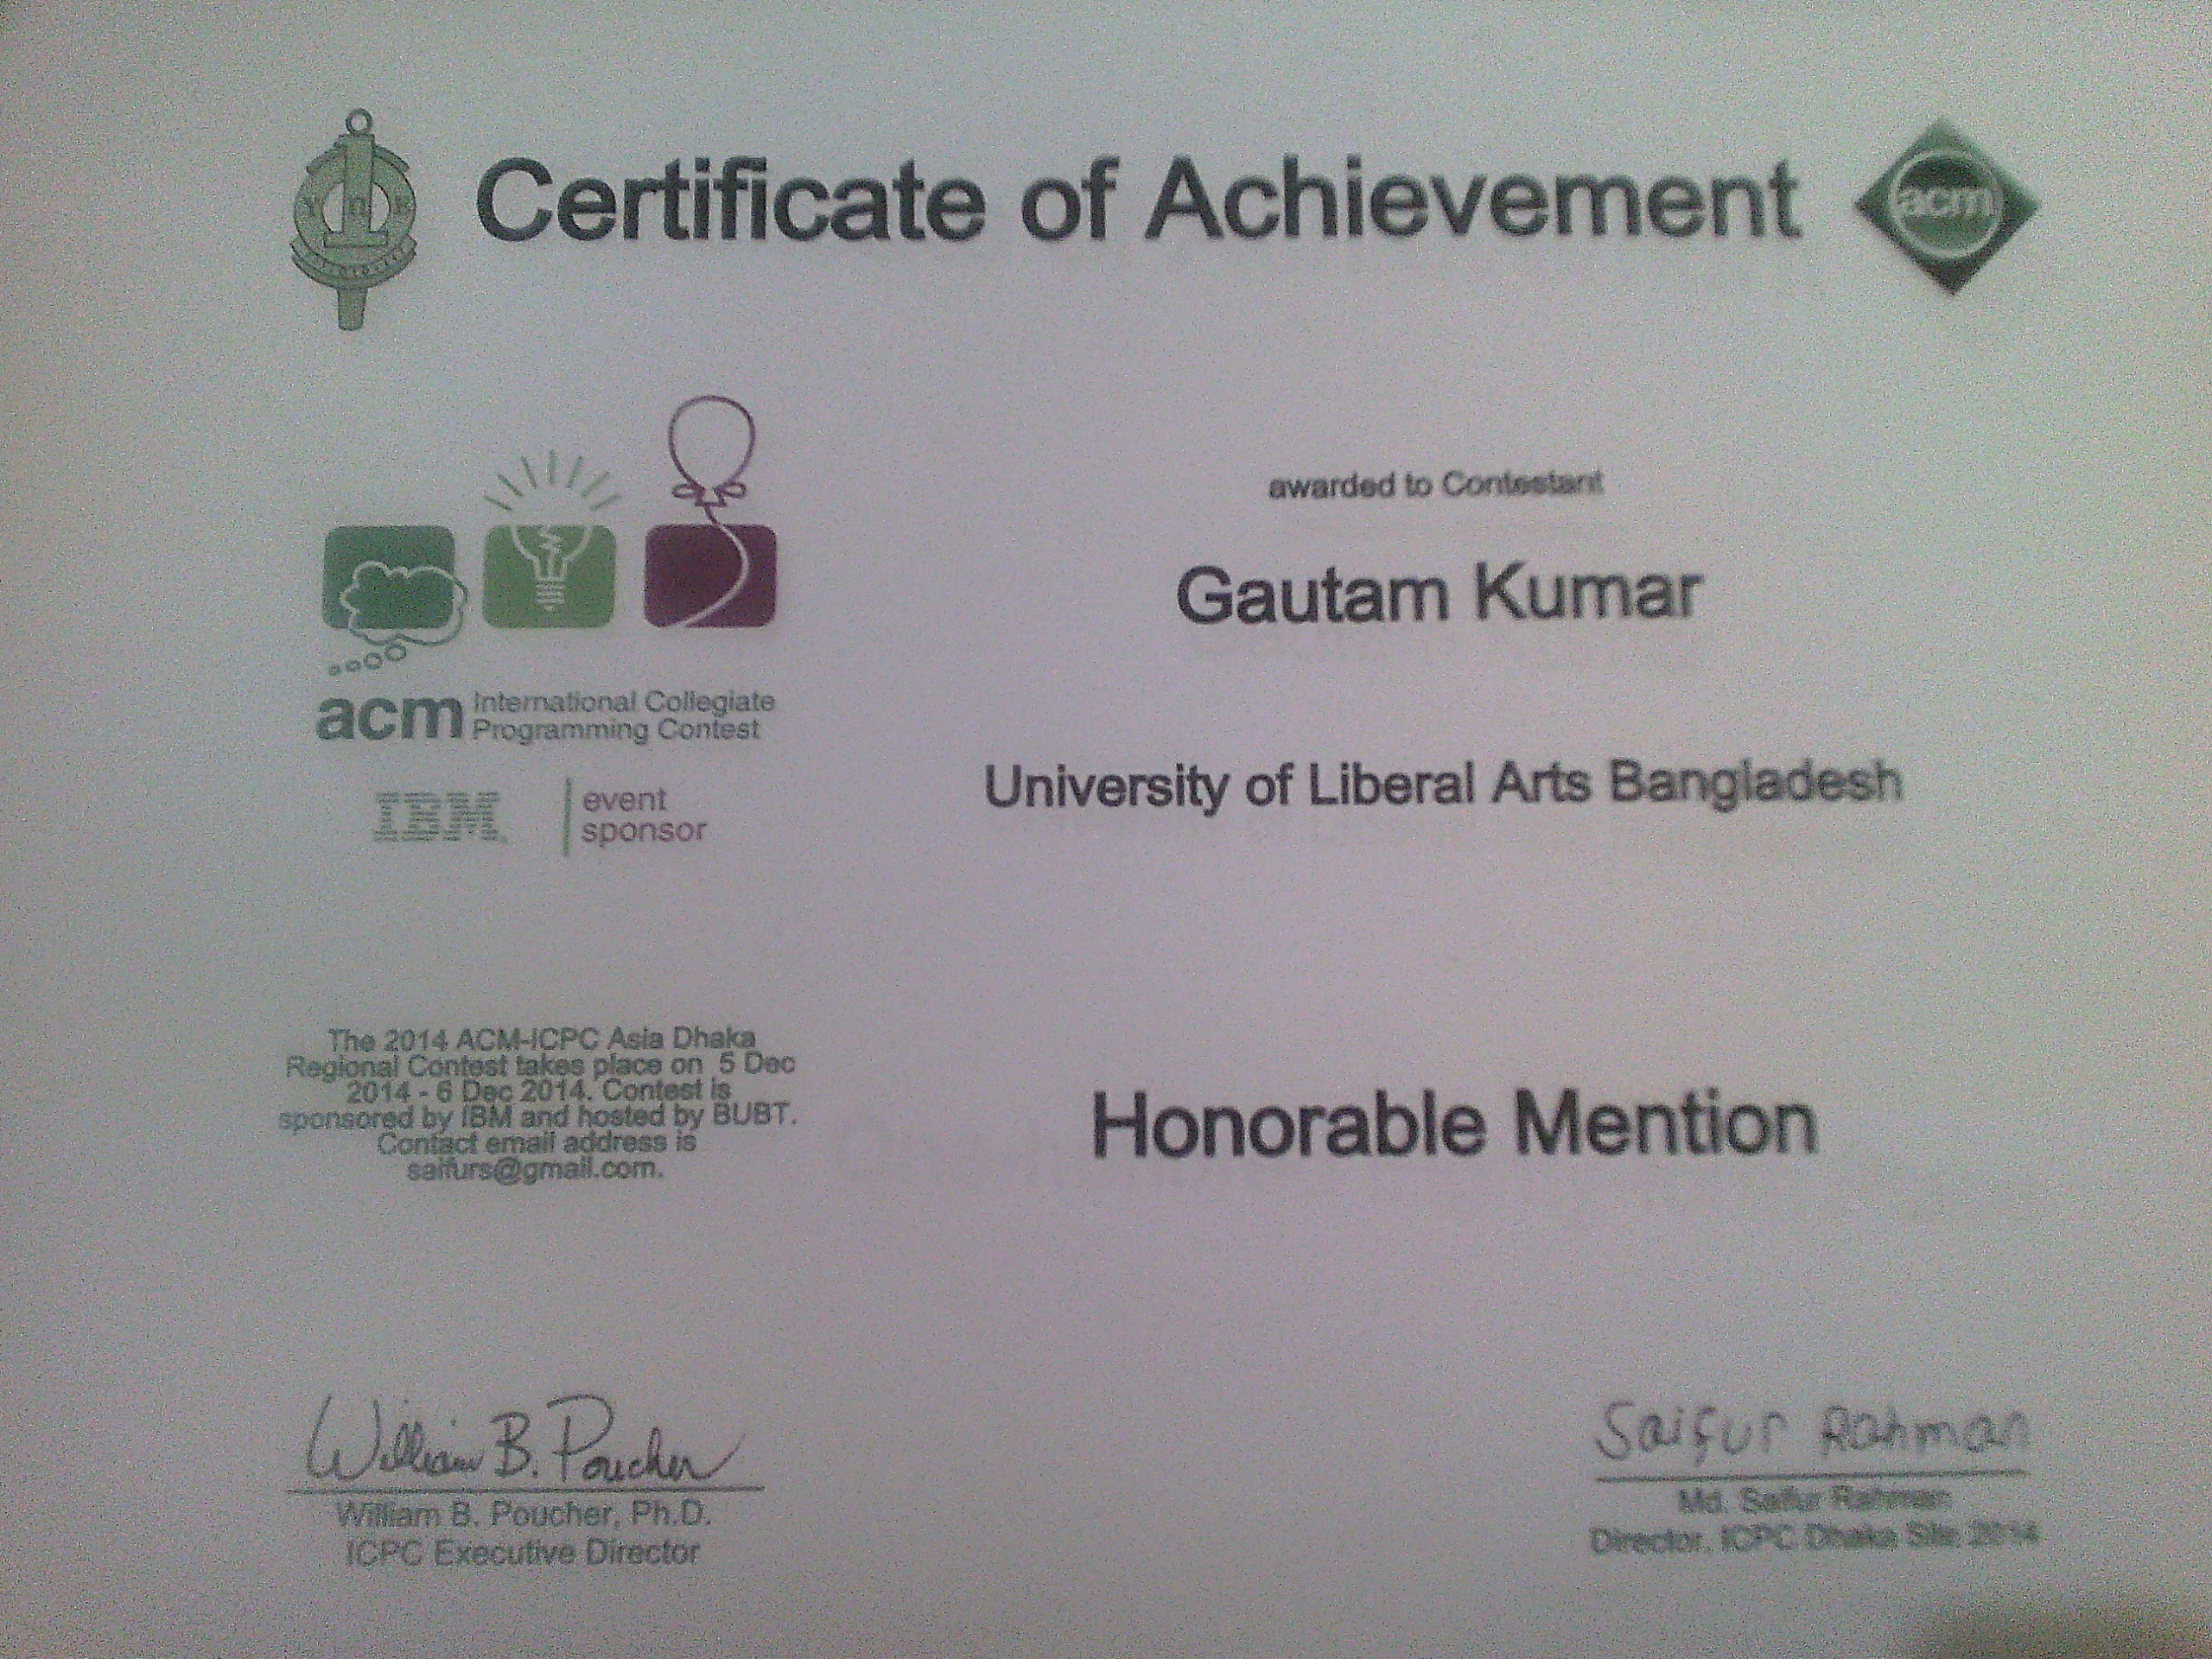 Certificate of Achievement
acm
awarded to Contestant
Gautam Kumar
acm International Collegiate
Programming Contest
University of Liberal Arts Bangladesh
IBM
event
sponsor
The 2014 ACM-ICPC Asia Dhaka
Regional Contest takes place on 5 Dec
2014 - 6 Dec 2014. Contest is
sponsored by IBM and hosted by BUBT.
Contact email address is
saifurs@gmail.com.
Honorable Mention
William B. Poucher
William B. Poucher, Ph.D.
ICPC Executive Director
Saifur Rahman
Md. Saifur Rahman
Director, ICPC Dhaka Site 2014